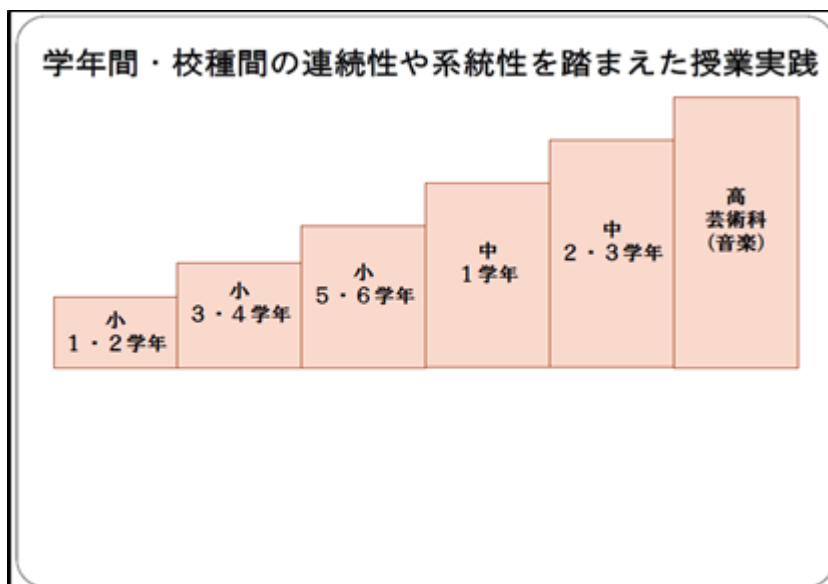 学年間・校種間の連続性や系統性を踏まえた授業実践
小
１・２学年
小
３・４学年
小
５・６学年
中
１学年
中
２・３学年
高
芸術科
(音楽)